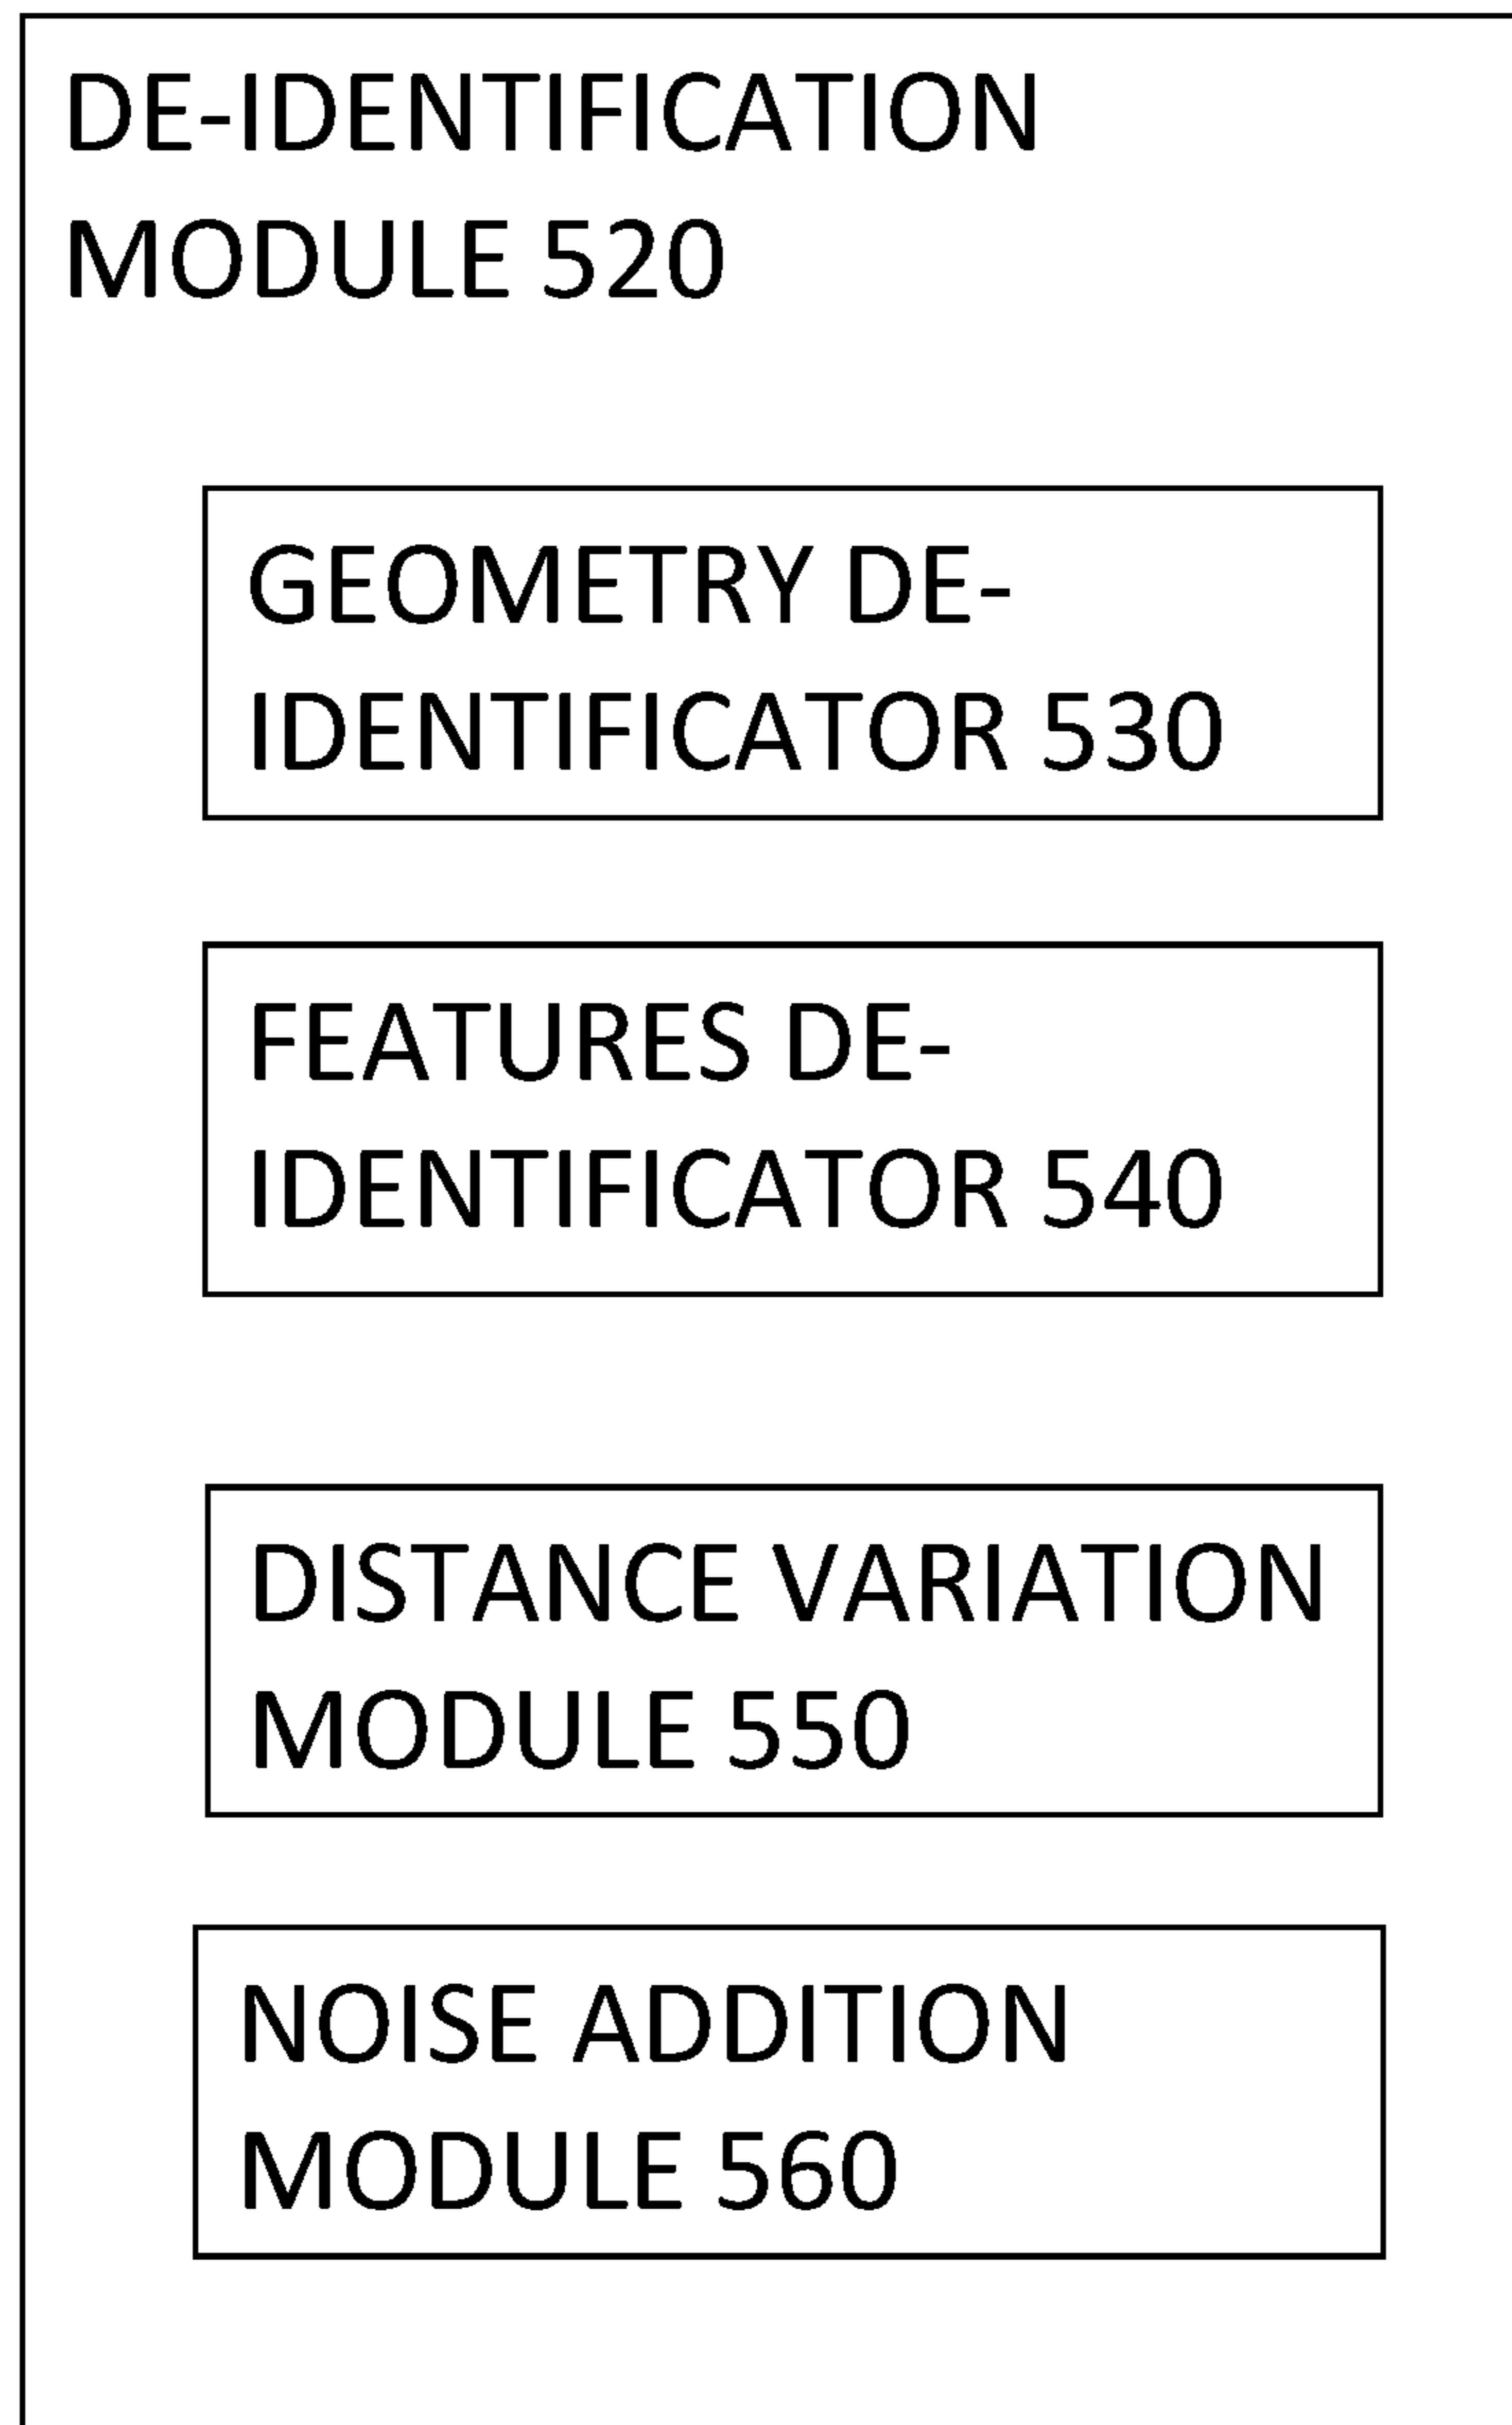 DE-IDENTIFICATION
MODULE 520
GEOMETRY DE-
IDENTIFICATOR 530
FEATURES DE-
IDENTIFICATOR 540
DISTANCE VARIATION
MODULE 550
NOISE ADDITION
MODULE 560